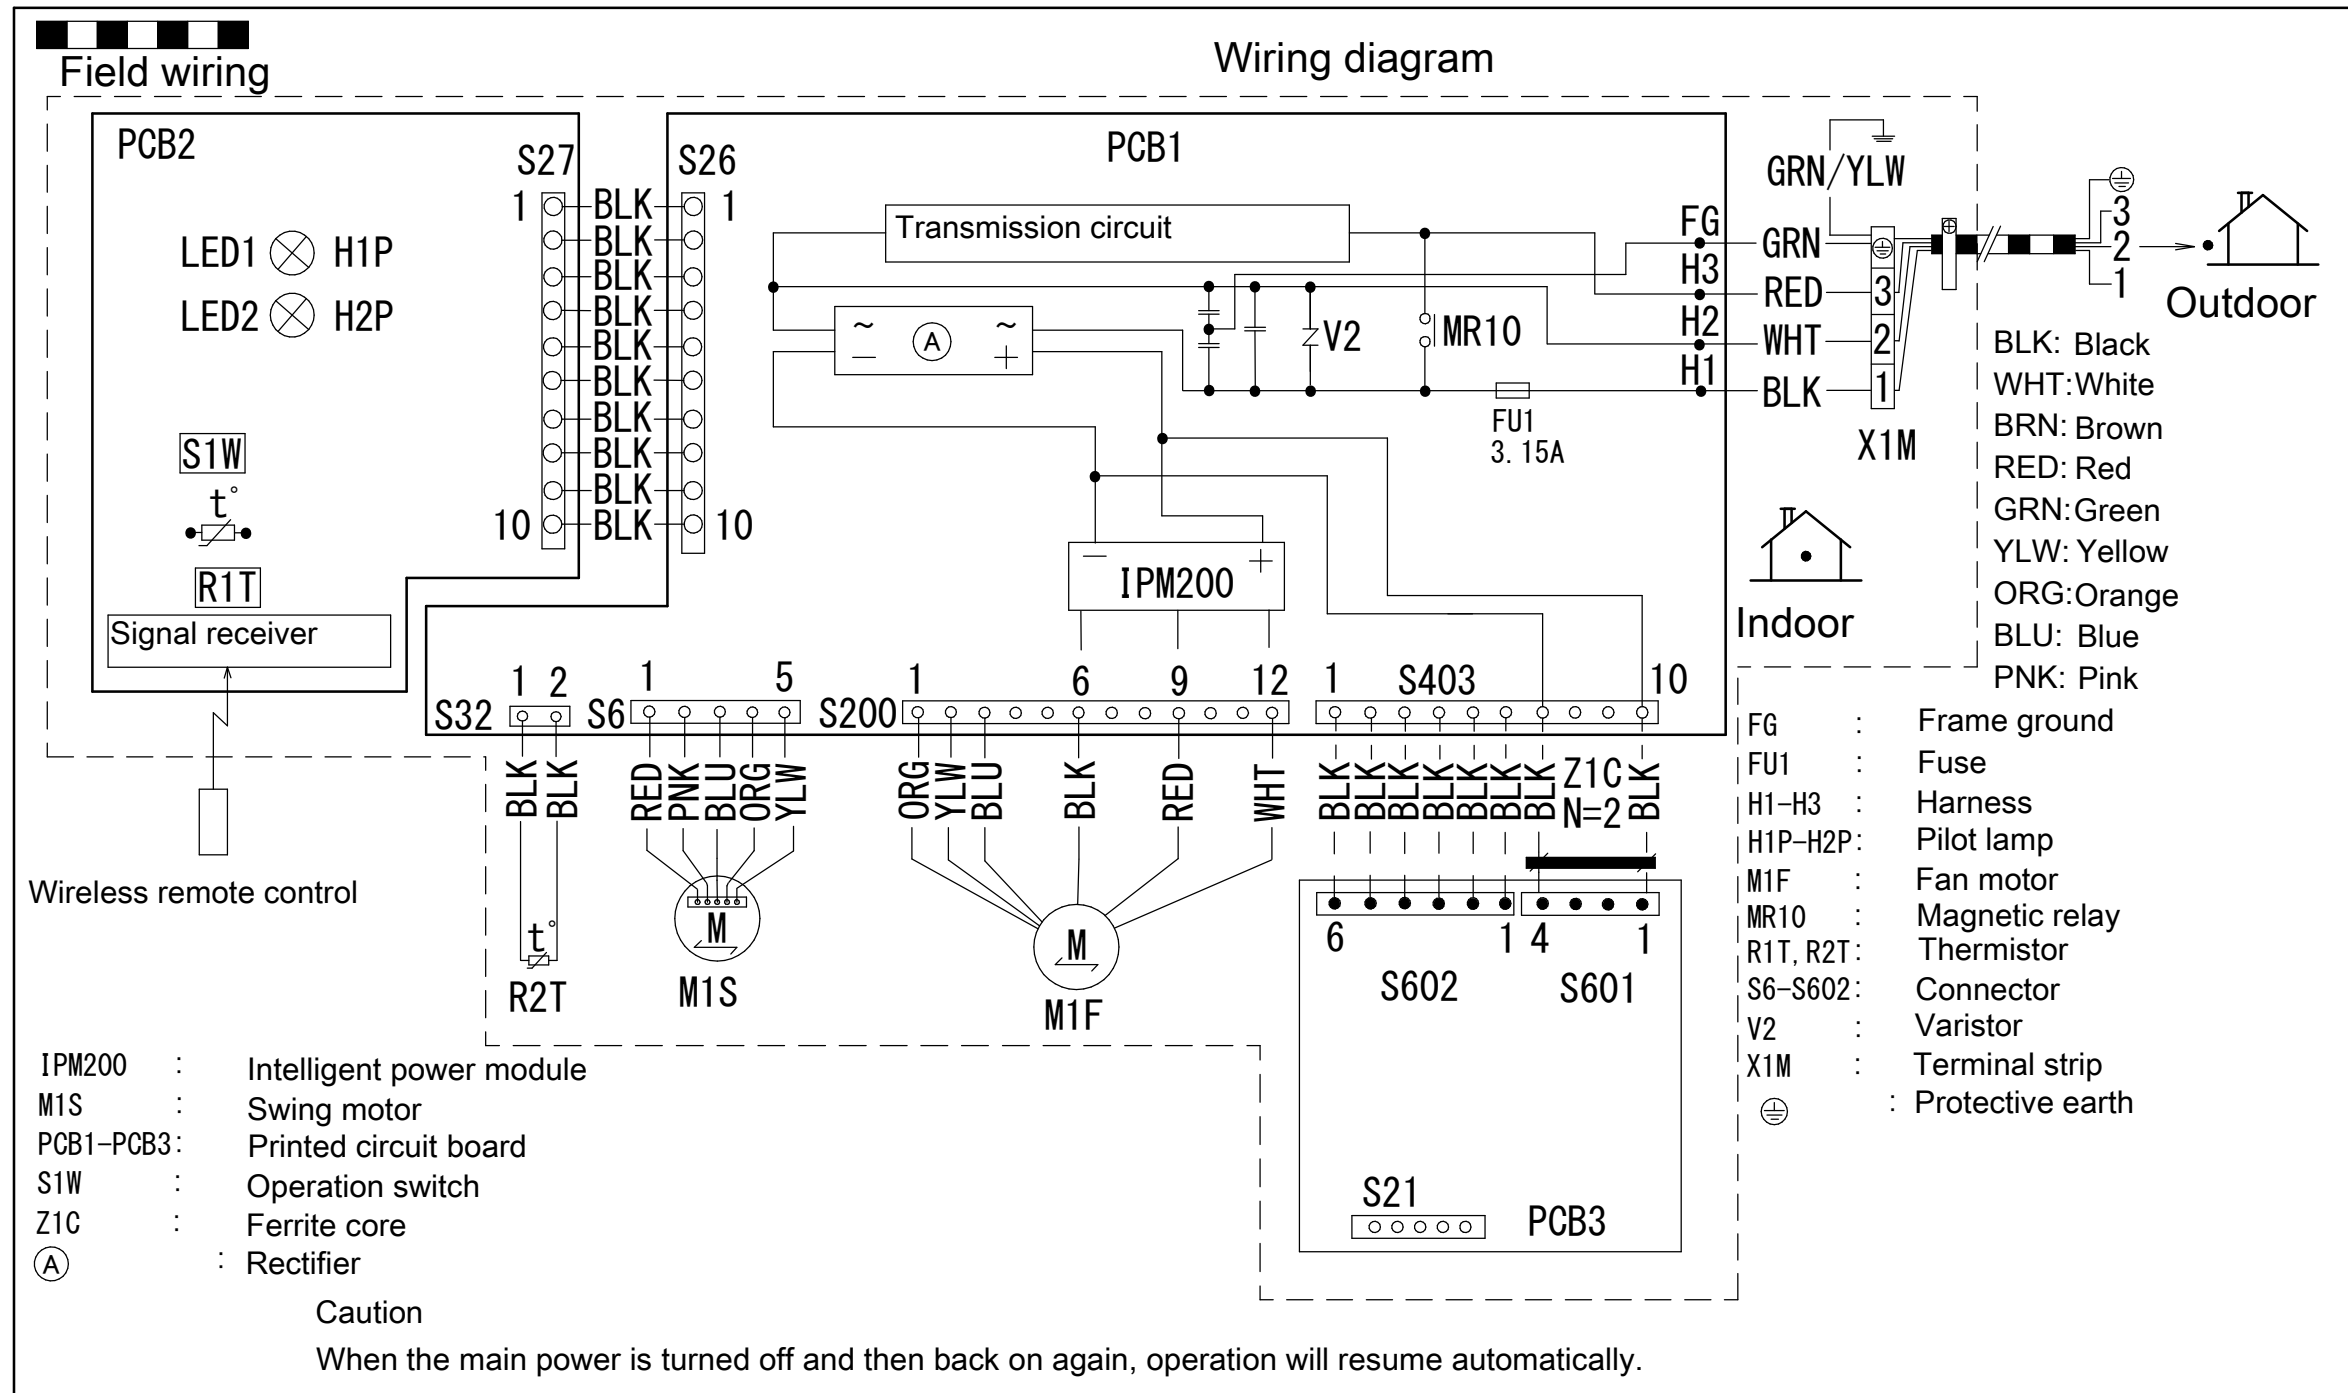 Field wiring
Wiring diagram
PCB2
S27
S26
PCB1
GRN/YLW
1 BLK 1
BLK
BLK
BLK
BLK
BLK
BLK
BLK
BLK
10 BLK 10
LED1 H1P
LED2 H2P
S1W
t°
R1T
Signal receiver
Wireless remote control
Transmission circuit
~ A ~
− +
V2
MR10
FU1
3.15A
FG GRN
H3 RED 3
H2 WHT 2
H1 BLK 1
X1M
3
2
1
Outdoor
Indoor
− +
IPM200
BLK: Black
WHT: White
BRN: Brown
RED: Red
GRN: Green
YLW: Yellow
ORG: Orange
BLU: Blue
PNK: Pink
S32 1 2
S6 1 5
S200 1 6 9 12
1 S403 10
BLK BLK
RED PNK BLU ORG YLW
ORG YLW BLU BLK RED WHT
BLK BLK BLK BLK BLK BLK BLK Z1C BLK
N=2
t°
R2T
M
M1S
M
M1F
6 1 4 1
S602 S601
S21
PCB3
FG : Frame ground
FU1 : Fuse
H1-H3 : Harness
H1P-H2P: Pilot lamp
M1F : Fan motor
MR10 : Magnetic relay
R1T, R2T: Thermistor
S6-S602: Connector
V2 : Varistor
X1M : Terminal strip
: Protective earth
IPM200 : Intelligent power module
M1S : Swing motor
PCB1-PCB3: Printed circuit board
S1W : Operation switch
Z1C : Ferrite core
A : Rectifier
Caution
When the main power is turned off and then back on again, operation will resume automatically.